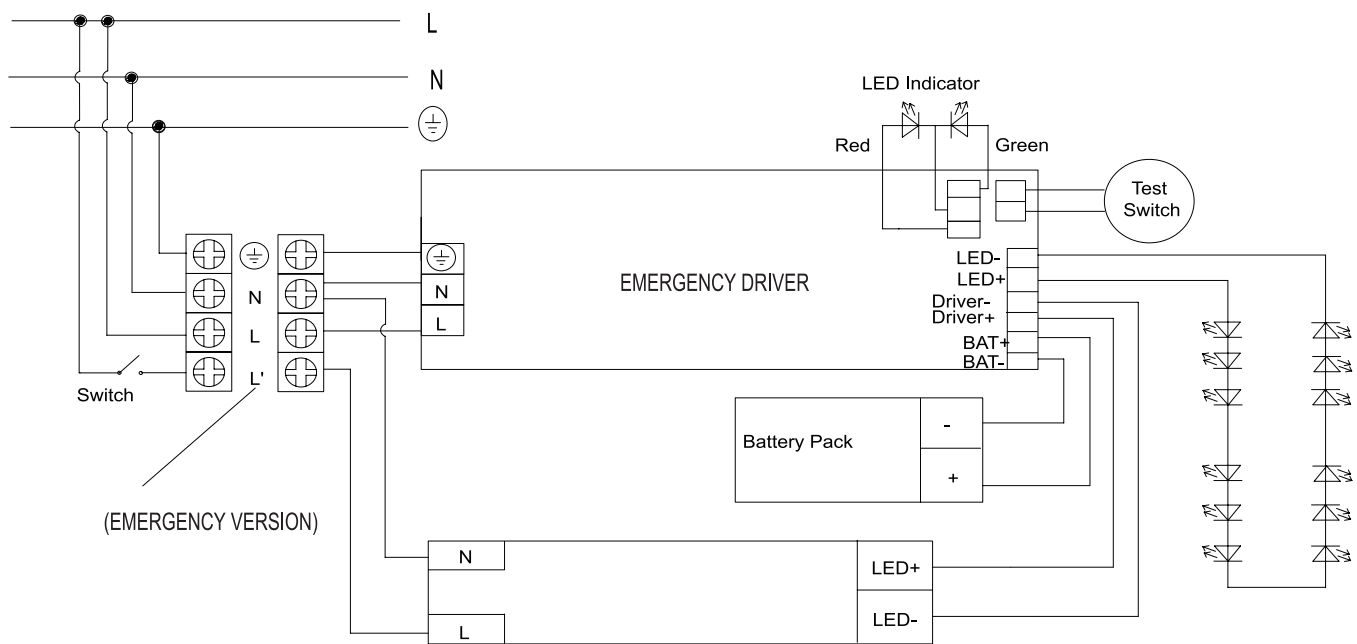 L
N
LED Indicator
Red
Green
Test
Switch
N
L
L'
Switch
N
L
EMERGENCY DRIVER
LED-
LED+
Driver-
Driver+
BAT+
BAT-
Battery Pack
-
+
(EMERGENCY VERSION)
N
L
LED+
LED-